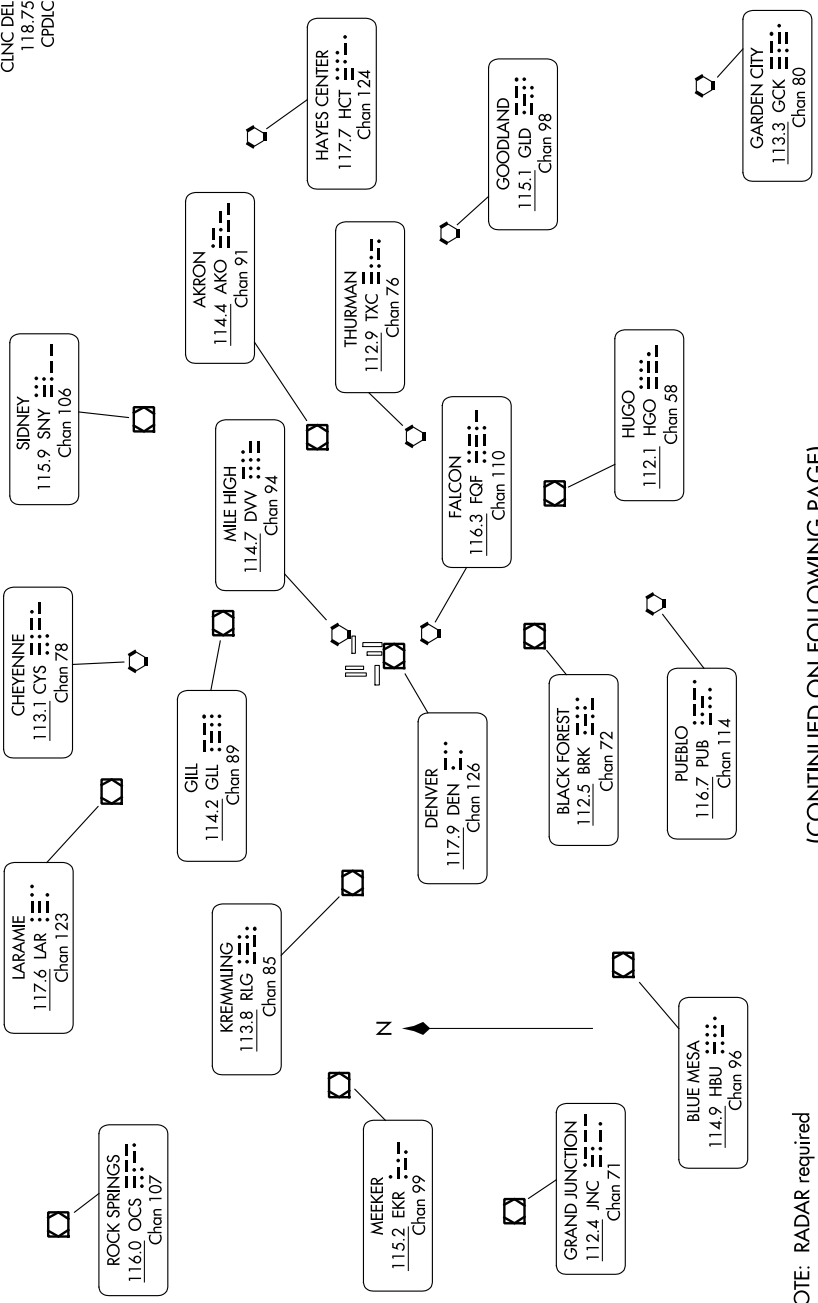 CLNC DEL
118.75
CPDLC
SIDNEY
115.9 SNY
Chan 106
CHEYENNE
113.1 CYS
Chan 78
LARAMIE
117.6 LAR
Chan 123
ROCK SPRINGS
116.0 OCS
Chan 107
HAYES CENTER
117.7 HCT
Chan 124
AKRON
114.4 AKO
Chan 91
MILE HIGH
114.7 DVV
Chan 94
GILL
114.2 GLL
Chan 89
KREMMLING
113.8 RLG
Chan 85
THURMAN
112.9 TXC
Chan 76
GOODLAND
115.1 GLD
Chan 98
FALCON
116.3 FQF
Chan 110
DENVER
117.9 DEN
Chan 126
N
MEEKER
115.2 EKR
Chan 99
HUGO
112.1 HGO
Chan 58
BLACK FOREST
112.5 BRK
Chan 72
GRAND JUNCTION
112.4 JNC
Chan 71
GARDEN CITY
113.3 GCK
Chan 80
PUEBLO
116.7 PUB
Chan 114
BLUE MESA
114.9 HBU
Chan 96
OTE: RADAR required
(CONTINUED ON FOLLOWING PAGE)